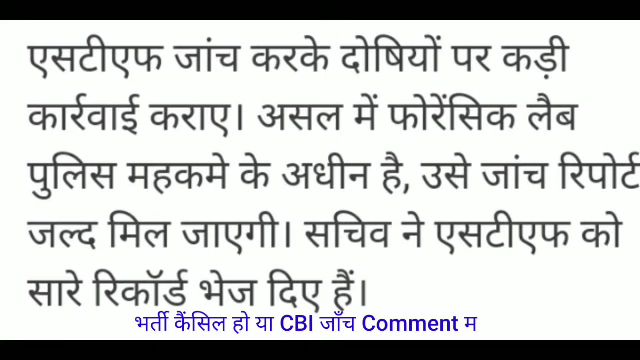 एसटीएफ जांच करके दोषियों पर कड़ी
कार्रवाई कराए। असल में फोरेंसिक लैब
पुलिस महकमे के अधीन है, उसे जांच रिपोर्ट
जल्द मिल जाएगी। सचिव ने एसटीएफ को
सारे रिकॉर्ड भेज दिए हैं।
भर्ती कैंसिल हो या CBI जाँच Comment म